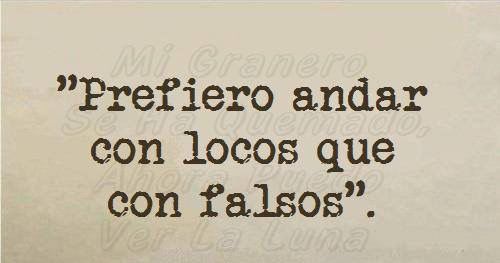 Mi Granero
”Prefiero andar
Se Ha Quemado,
con locos que
Ahora Puedo
con falsos”.
Ver La Luna